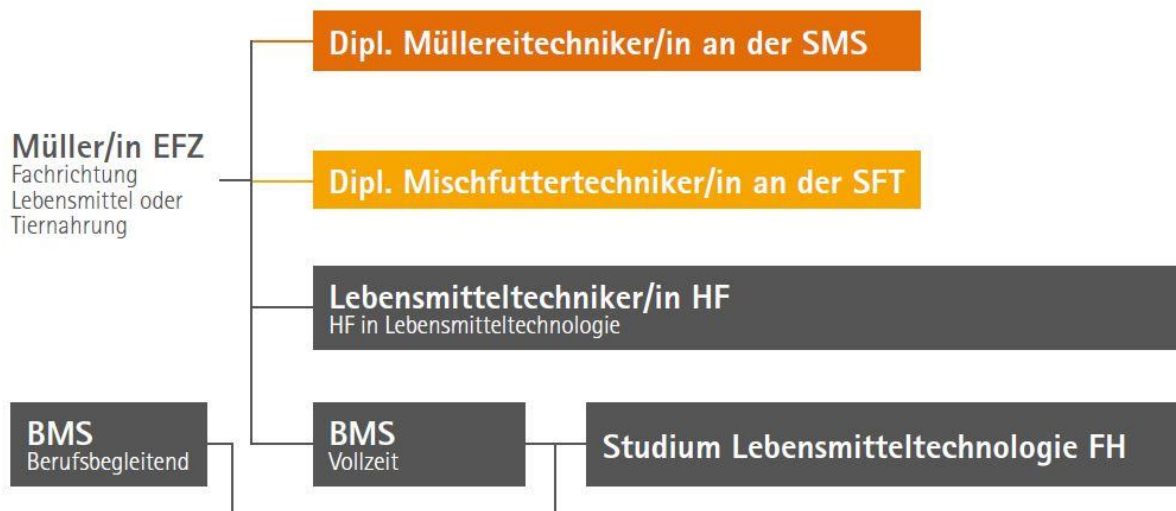 Dipl. Müllereitechniker/in an der SMS
Müller/in EFZ
Fachrichtung
Lebensmittel oder
Tiernahrung
Dipl. Mischfuttertechniker/in an der SFT
Lebensmitteltechniker/in HF
HF in Lebensmitteltechnologie
BMS
Berufsbegleitend
BMS
Vollzeit
Studium Lebensmitteltechnologie FH